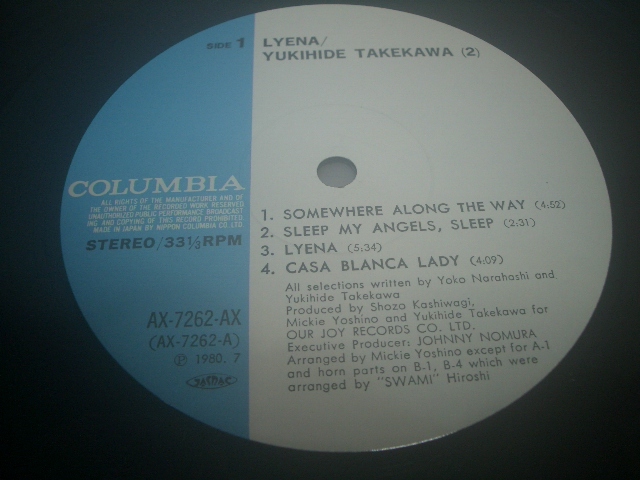 SIDE 1
LYENA/
YUKIHIDE TAKEKAWA (2)
COLUMBIA
ALL RIGHTS OF THE MANUFACTURER AND OF
THE OWNER OF THE RECORDED WORK RESERVED
UNAUTHORIZED PUBLIC PERFORMANCE BROADCAST-
ING AND COPYING OF THIS RECORD PROHIBITED.
MADE IN JAPAN BY NIPPON COLUMBIA CO. LTD.
STEREO/33⅓RPM
1. SOMEWHERE ALONG THE WAY (4:52)
2. SLEEP MY ANGELS, SLEEP (2:31)
3. LYENA (5:34)
4. CASA BLANCA LADY (4:09)
All selections written by Yoko Narahashi and
Yukihide Takekawa
Produced by Shozo Kashiwagi,
Mickie Yoshino and Yukihide Takekawa for
OUR JOY RECORDS CO. LTD.
Executive Producer: JOHNNY NOMURA
Arranged by Mickie Yoshino except for A-1
and horn parts on B-1, B-4 which were
arranged by "SWAMI" Hiroshi
AX-7262-AX
(AX-7262-A)
Ⓟ 1980. 7
JASRAC